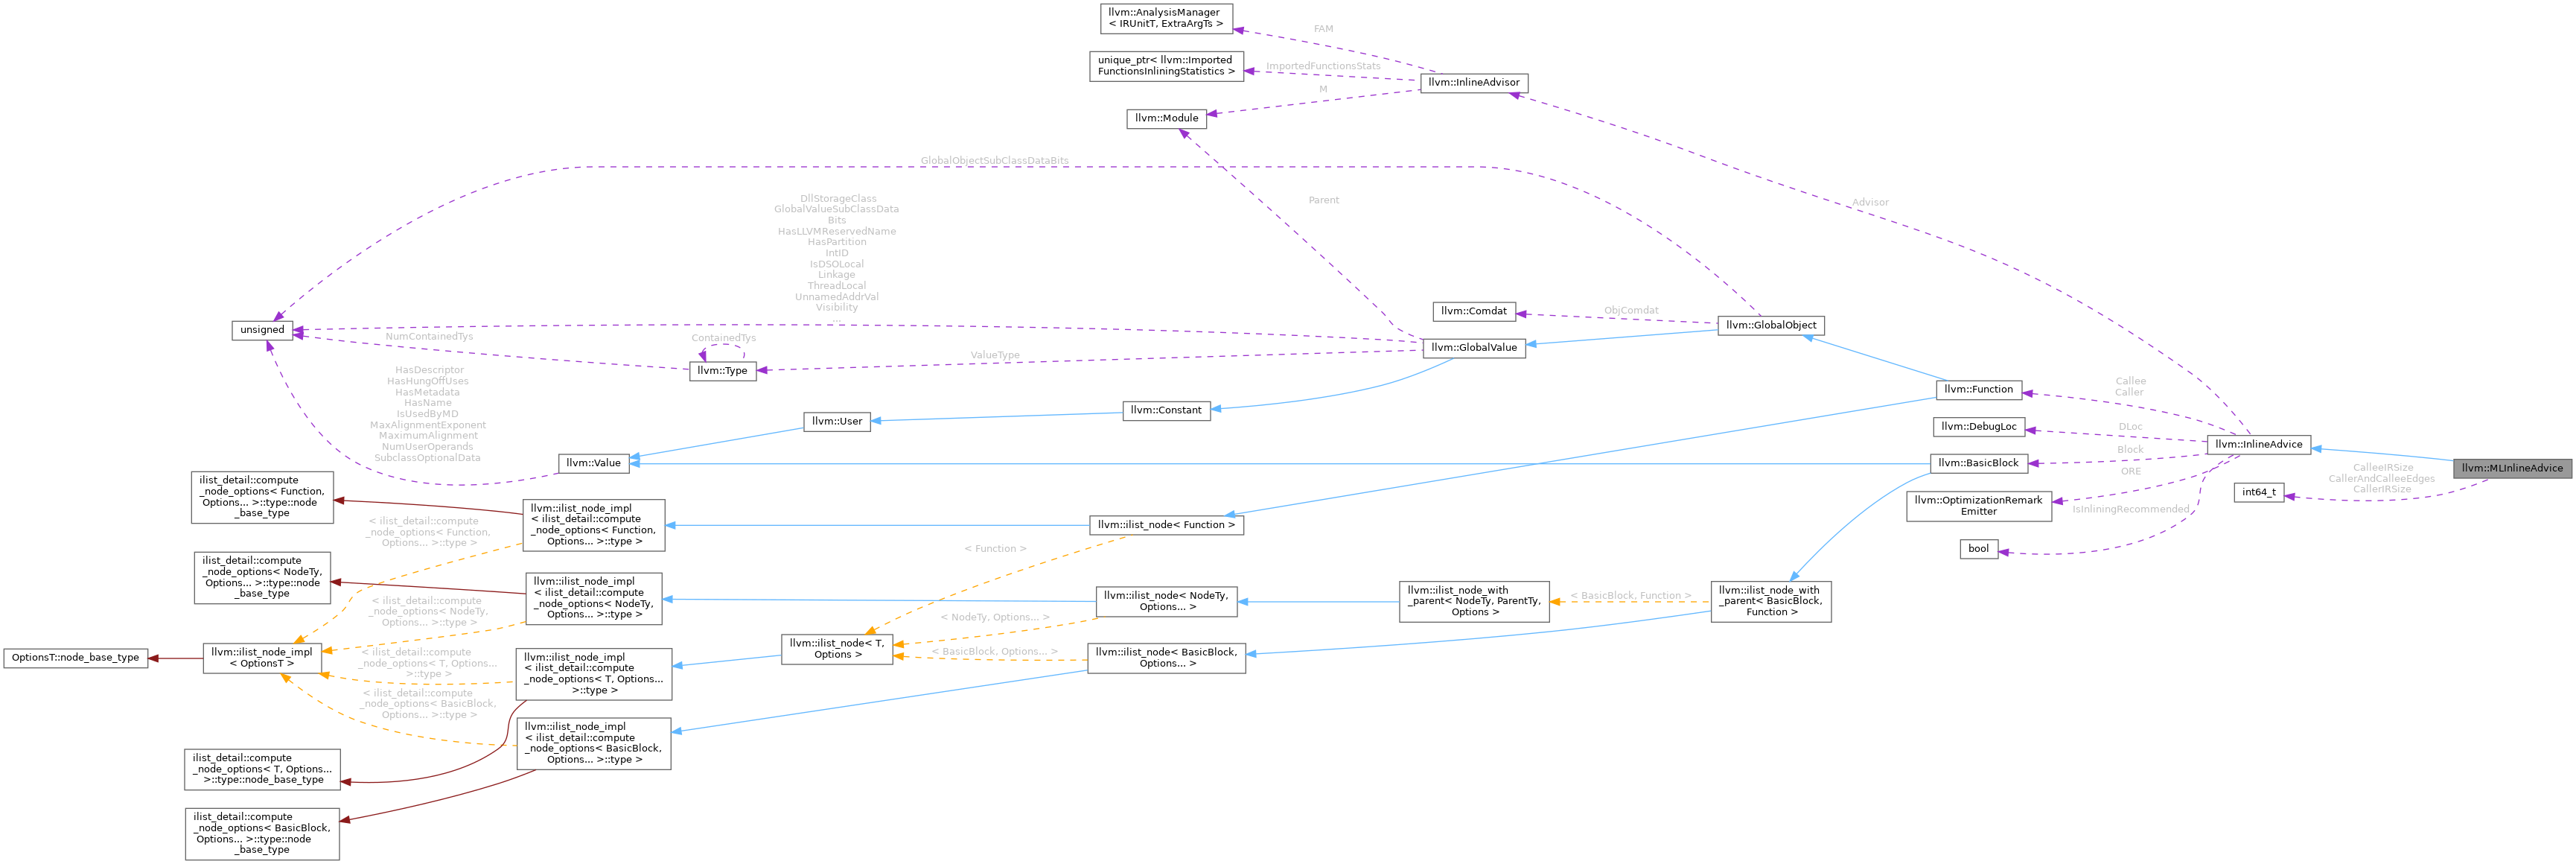 llvm::AnalysisManager
< IRUnitT, ExtraArgTs >
FAM
unique_ptr< llvm::Imported
FunctionsInliningStatistics >
ImportedFunctionsStats
llvm::InlineAdvisor
M
llvm::Module
GlobalObjectSubClassDataBits
DllStorageClass
GlobalValueSubClassData
Bits
HasLLVMReservedName
HasPartition
IntID
IsDSOLocal
Linkage
ThreadLocal
UnnamedAddrVal
Visibility
...
Parent
Advisor
unsigned
NumContainedTys
ContainedTys
llvm::Type
ValueType
llvm::Comdat
ObjComdat
llvm::GlobalObject
llvm::GlobalValue
HasDescriptor
HasHungOffUses
HasMetadata
HasName
IsUsedByMD
MaxAlignmentExponent
MaximumAlignment
NumUserOperands
SubclassOptionalData
llvm::User
llvm::Constant
llvm::Value
llvm::Function
Callee
Caller
llvm::DebugLoc
DLoc
llvm::InlineAdvice
Block
llvm::BasicBlock
ORE
llvm::MLInlineAdvice
CalleeIRSize
CallerAndCalleeEdges
CallerIRSize
int64_t
llvm::OptimizationRemark
Emitter
IsInliningRecommended
bool
ilist_detail::compute
_node_options< Function,
Options... >::type::node
_base_type
llvm::ilist_node_impl
< ilist_detail::compute
_node_options< Function,
Options... >::type >
< ilist_detail::compute
_node_options< Function,
Options... >::type >
llvm::ilist_node< Function >
< Function >
ilist_detail::compute
_node_options< NodeTy,
Options... >::type::node
_base_type
llvm::ilist_node_impl
< ilist_detail::compute
_node_options< NodeTy,
Options... >::type >
< ilist_detail::compute
_node_options< NodeTy,
Options... >::type >
llvm::ilist_node< NodeTy,
Options... >
llvm::ilist_node_with
_parent< NodeTy, ParentTy,
Options >
< BasicBlock, Function >
llvm::ilist_node_with
_parent< BasicBlock,
Function >
< NodeTy, Options... >
OptionsT::node_base_type
llvm::ilist_node_impl
< OptionsT >
< ilist_detail::compute
_node_options< T, Options...
>::type >
llvm::ilist_node_impl
< ilist_detail::compute
_node_options< T, Options...
>::type >
llvm::ilist_node< T,
Options >
< BasicBlock, Options... >
llvm::ilist_node< BasicBlock,
Options... >
< ilist_detail::compute
_node_options< BasicBlock,
Options... >::type >
llvm::ilist_node_impl
< ilist_detail::compute
_node_options< BasicBlock,
Options... >::type >
ilist_detail::compute
_node_options< T, Options...
>::type::node_base_type
ilist_detail::compute
_node_options< BasicBlock,
Options... >::type::node
_base_type